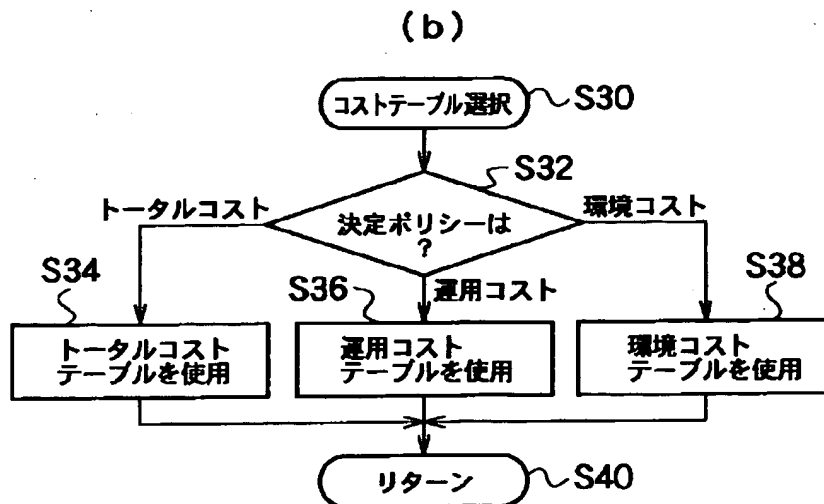 (b)
コストテーブル選択
S30
S32
トータルコスト
決定ポリシーは
?
環境コスト
S34
S36
運用コスト
S38
トータルコスト
テーブルを使用
運用コスト
テーブルを使用
環境コスト
テーブルを使用
リターン
S40